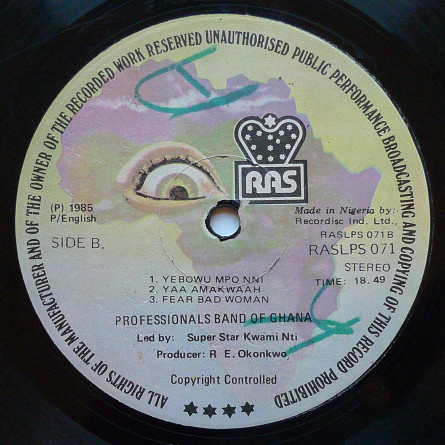 ALL RIGHTS OF THE MANUFACTURER AND OF THE OWNER OF THE RECORDED WORK RESERVED UNAUTHORISED PUBLIC PERFORMANCE BROADCASTING AND COPYING OF THIS RECORD PROHIBITED
RAS
(P) 1985
P/English
SIDE B.
Made in Nigeria by:
Recordisc Ind. Ltd.,
RASLPS 071B
RASLPS 071
STEREO
TIME: 18.49
1. YEBOWU MPO NNI
2. YAA AMAKWAAH
3. FEAR BAD WOMAN
PROFESSIONALS BAND OF GHANA
Led by: Super Star Kwami Nti
Producer: R E. Okonkwo
Copyright Controlled